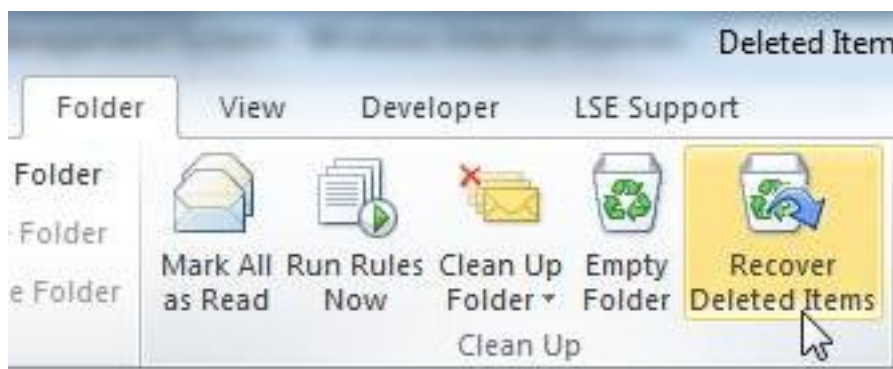 Deleted Item
Folder View Developer LSE Support
Folder
Folder
e Folder
Mark All Run Rules Clean Up Empty Recover
as Read Now Folder Folder Deleted Items
Clean Up